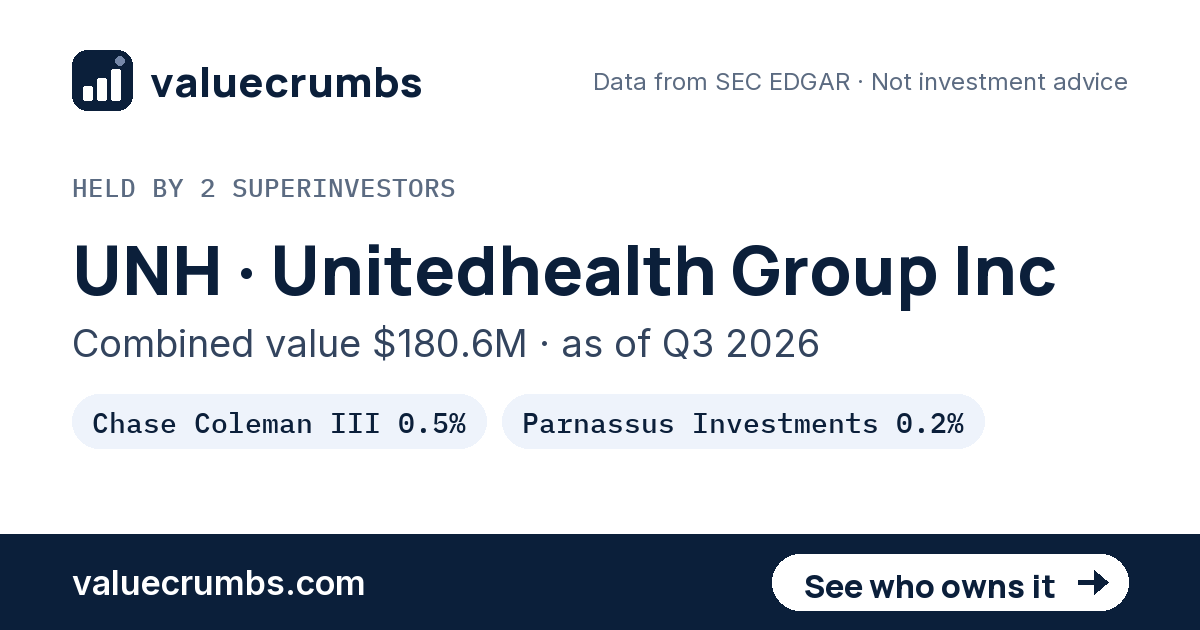 valuecrumbs
Data from SEC EDGAR · Not investment advice
HELD BY 2 SUPERINVESTORS
UNH · Unitedhealth Group Inc
Combined value $180.6M · as of Q3 2026
Chase Coleman III 0.5%
Parnassus Investments 0.2%
valuecrumbs.com
See who owns it →